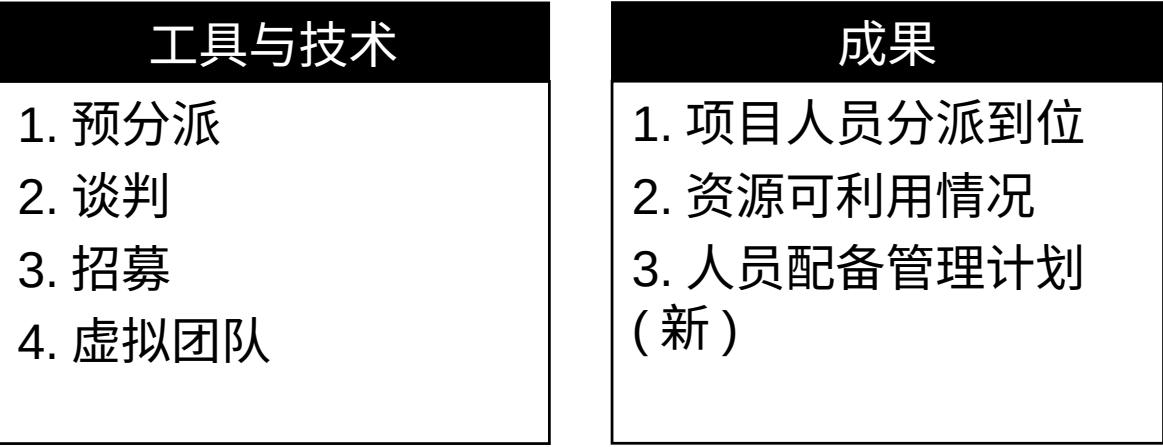 工具与技术
1. 预分派
2. 谈判
3. 招募
4. 虚拟团队
成果
1. 项目人员分派到位
2. 资源可利用情况
3. 人员配备管理计划
( 新 )